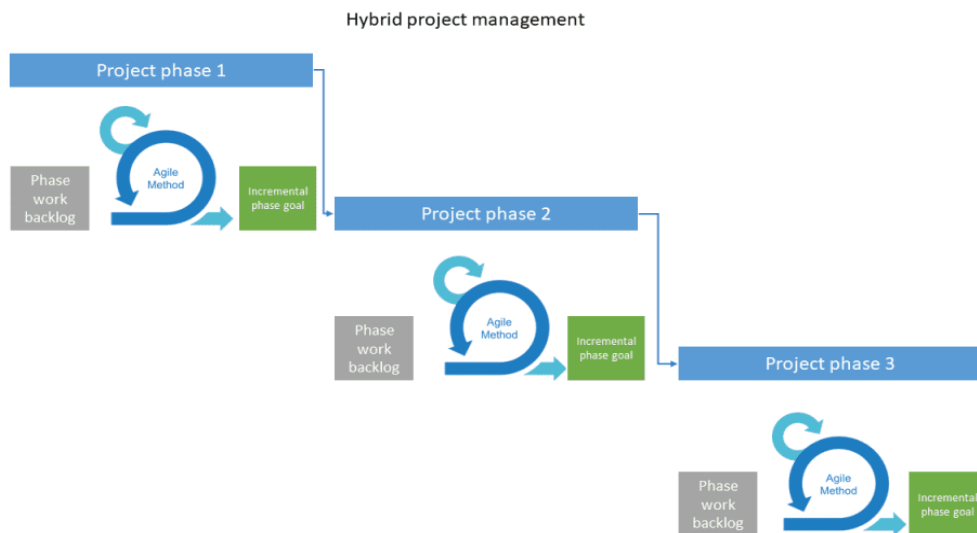 Hybrid project management
Project phase 1
Phase
work
backlog
Agile
Method
Incremental
phase goal
Project phase 2
Phase
work
backlog
Agile
Method
Incremental
phase goal
Project phase 3
Phase
work
backlog
Agile
Method
Incremental
phase goal